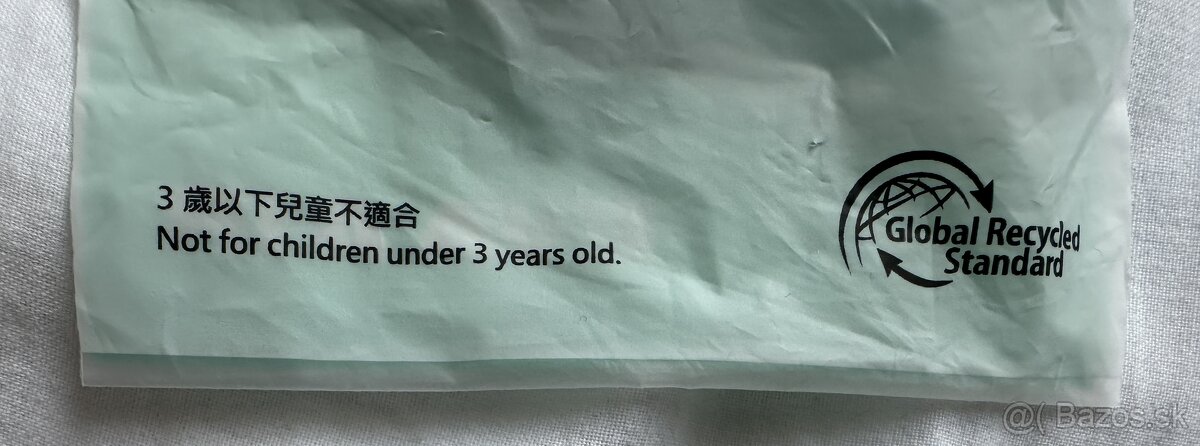 3 歲以下兒童不適合
Not for children under 3 years old.
Global Recycled
Standard
@( Bazos.sk